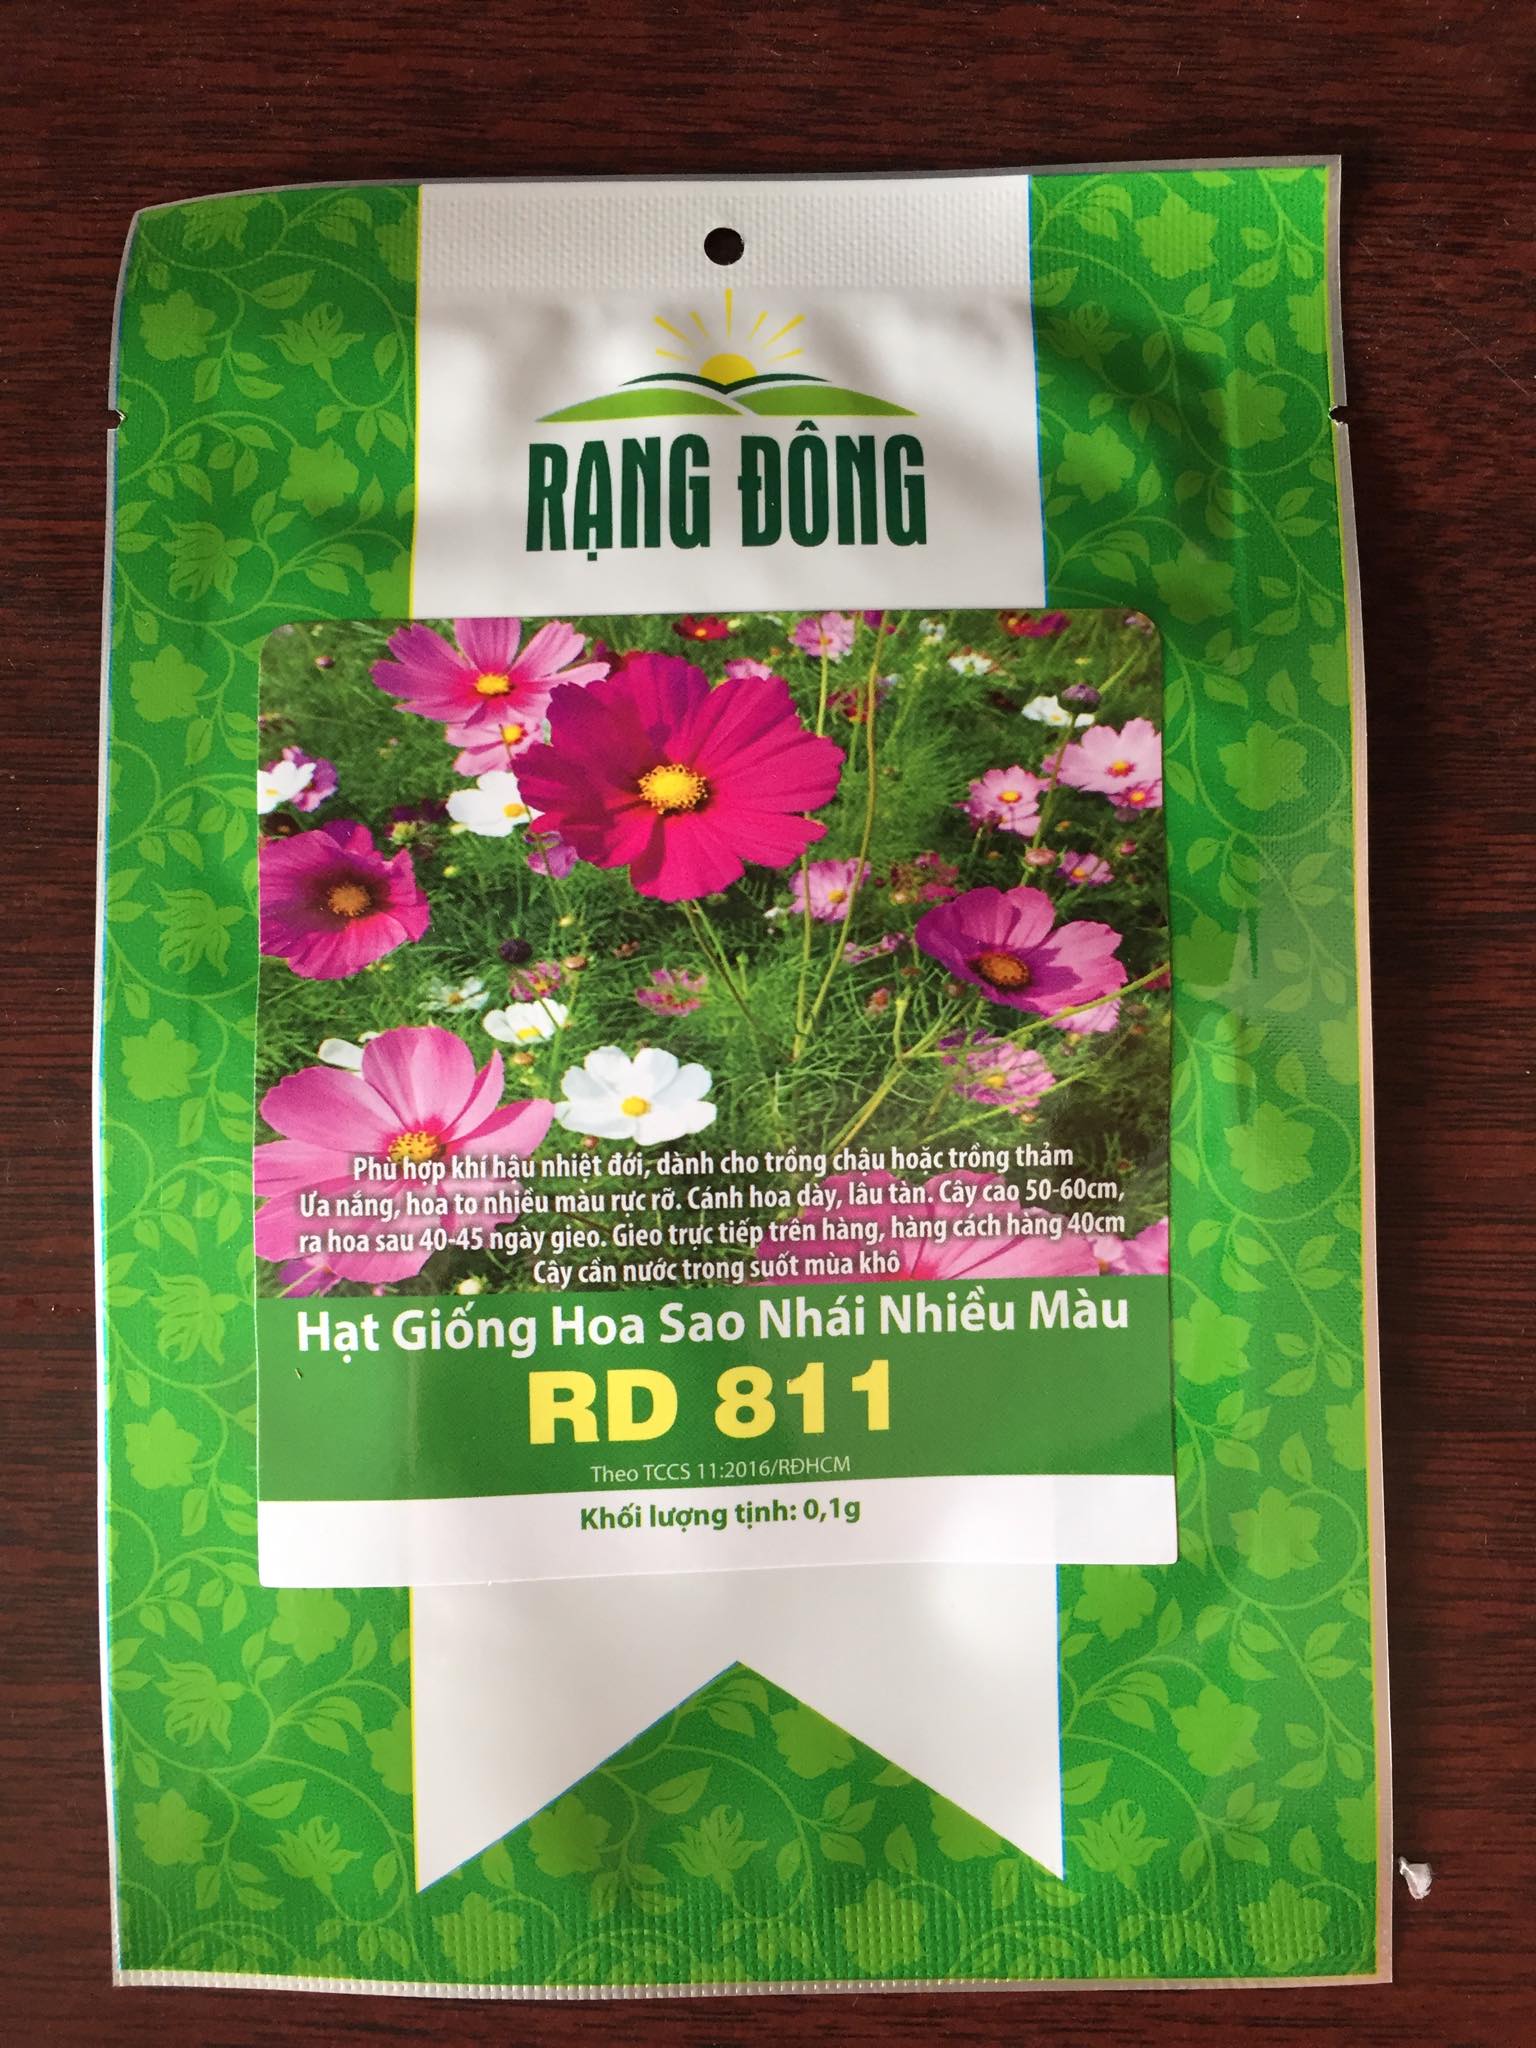 RẠNG ĐÔNG
Phù hợp khí hậu nhiệt đới, dành cho trồng chậu hoặc trồng thảm
Ưa nắng, hoa to nhiều màu rực rỡ. Cánh hoa dày, lâu tàn. Cây cao 50-60cm,
ra hoa sau 40-45 ngày gieo. Gieo trực tiếp trên hàng, hàng cách hàng 40cm
Cây cần nước trong suốt mùa khô
Hạt Giống Hoa Sao Nhái Nhiều Màu
RD 811
Theo TCCS 11:2016/RĐHCM
Khối lượng tịnh: 0,1g